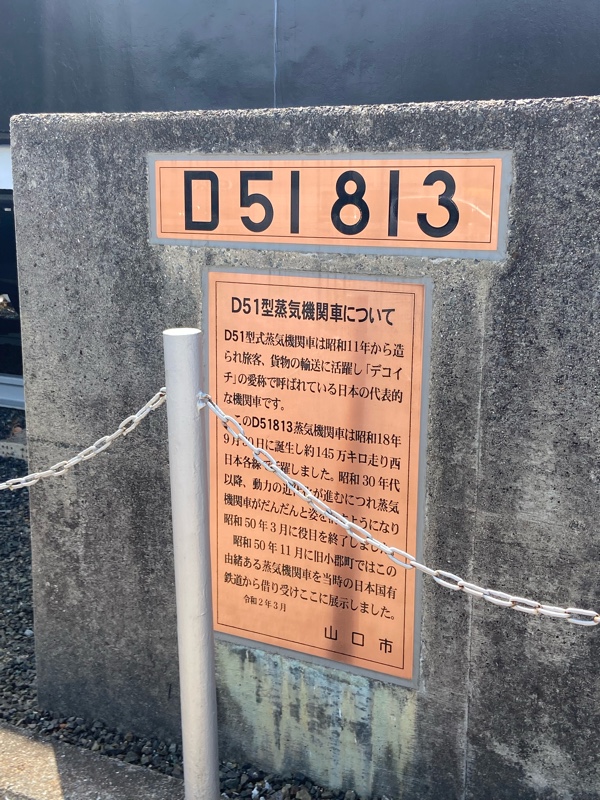 D51813
D51型蒸気機関車について
D51型式蒸気機関車は昭和11年から造
られ旅客、貨物の輸送に活躍し「デコイ
チ」の愛称で呼ばれている日本の代表的
な機関車です。
このD51813蒸気機関車は昭和18年
9月 日に誕生し約145万キロ走り西
日本各線 躍しました。昭和30年代
以降、動力の近 が進むにつれ蒸気
機関車がだんだんと姿を ようになり
昭和50年3月に役目を終了しまし
昭和50年11月に旧小郡町ではこの
由緒ある蒸気機関車を当時の日本国有
鉄道から借り受けここに展示しました。
令和2年3月
山口市